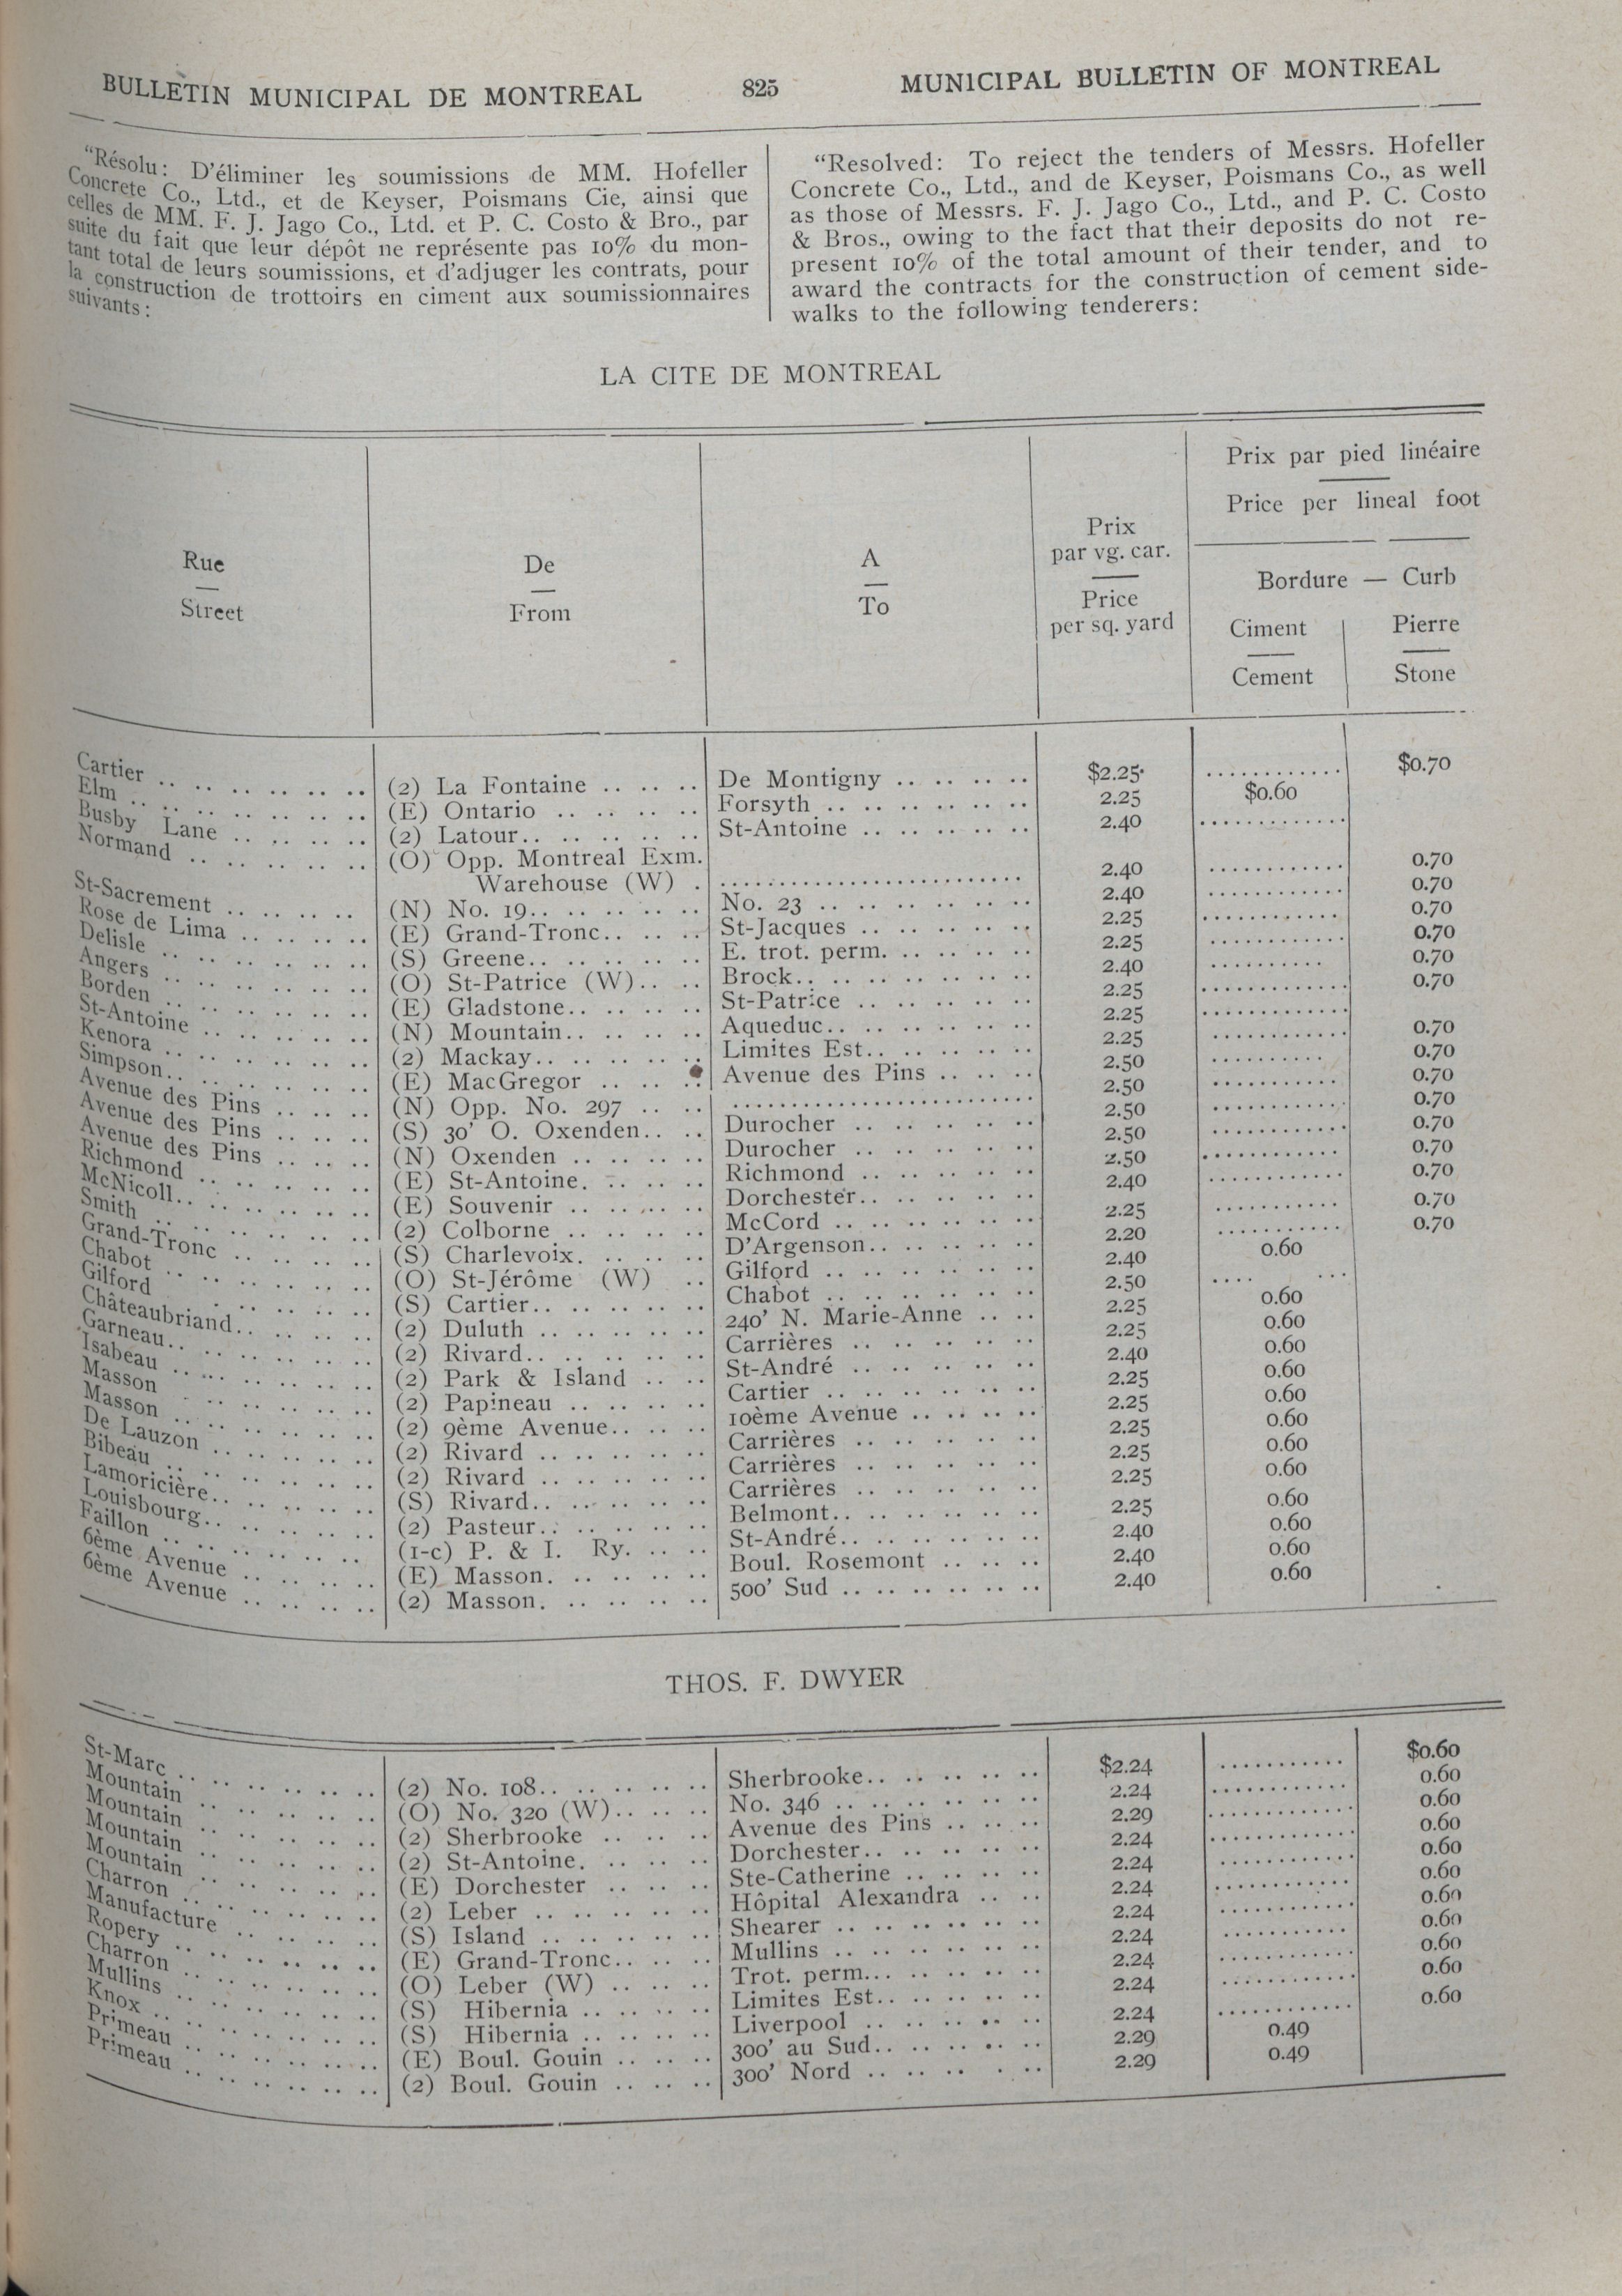 BULLETIN MUNICIPAL DE MONTREAL 825 MUNICIPAL BULLETIN OF MONTREAL
"Résolu: D'éliminer les soumissions de MM. Hofeller
Concrete Co., Ltd., et de Keyser, Poismans Cie, ainsi que
celles de MM. F. J. Jago Co., Ltd. et P. C. Costo & Bro., par
suite du fait que leur dépôt ne représente pas 10% du mon-
tant total de leurs soumissions, et d'adjuger les contrats, pour
la construction de trottoirs en ciment aux soumissionnaires
suivants:
"Resolved: To reject the tenders of Messrs. Hofeller
Concrete Co., Ltd., and de Keyser, Poismans Co., as well
as those of Messrs. F. J. Jago Co., Ltd., and P. C. Costo
& Bros., owing to the fact that their deposits do not re-
present 10% of the total amount of their tender, and to
award the contracts for the construction of cement side-
walks to the following tenderers:
LA CITE DE MONTREAL
Rue
Street
De
From
A
To
Prix
par vg. car.
Price
per sq. yard
Prix par pied linéaire
Price per lineal foot
Bordure — Curb
Ciment
Cement
Pierre
Stone
Cartier (2) La Fontaine De Montigny $2.25 $0.70
Elm (E) Ontario Forsyth 2.25 $0.60
Busby Lane (2) Latour St-Antoine 2.40
Normand (O) Opp. Montreal Exm.
Warehouse (W) 2.40 0.70
St-Sacrement (N) No. 19 No. 23 2.40 0.70
Rose de Lima (E) Grand-Tronc St-Jacques 2.25 0.70
Delisle (S) Greene E. trot. perm. 2.25 0.70
Angers (O) St-Patrice (W) Brock 2.40 0.70
Borden (E) Gladstone St-Patrice 2.25 0.70
St-Antoine (N) Mountain Aqueduc 2.25
Kenora (2) Mackay Limites Est 2.25 0.70
Simpson (E) MacGregor Avenue des Pins 2.50 0.70
Avenue des Pins (N) Opp. No. 297 2.50 0.70
Avenue des Pins (S) 30' O. Oxenden Durocher 2.50 0.70
Avenue des Pins (N) Oxenden Durocher 2.50 0.70
Richmond (E) St-Antoine Richmond 2.50 0.70
McNicoll (E) Souvenir Dorchester 2.40 0.70
Smith (2) Colborne McCord 2.25 0.70
Grand-Tronc (S) Charlevoix D'Argenson 2.20 0.70
Chabot (O) St-Jérôme (W) Gilford 2.40 0.60
Gilford (S) Cartier Chabot 2.50
Châteaubriand (2) Duluth 240' N. Marie-Anne 2.25 0.60
Garneau (2) Rivard Carrières 2.25 0.60
Isabeau (2) Park & Island St-André 2.40 0.60
Masson (2) Papineau Cartier 2.25 0.60
Masson (2) 9ème Avenue 10ème Avenue 2.25 0.60
De Lauzon (2) Rivard Carrières 2.25 0.60
Bibeau (2) Rivard Carrières 2.25 0.60
Lamoricière (S) Rivard Carrières 2.25 0.60
Louisbourg (2) Pasteur Belmont 2.25 0.60
Faillon (1-c) P. & I. Ry. St-André 2.40 0.60
6ème Avenue (E) Masson Boul. Rosemont 2.40 0.60
6ème Avenue (2) Masson 500' Sud 2.40 0.60
THOS. F. DWYER
St-Marc (2) No. 108 Sherbrooke $2.24 $0.60
Mountain (O) No. 320 (W) No. 346 2.24 0.60
Mountain (2) Sherbrooke Avenue des Pins 2.29 0.60
Mountain (2) St-Antoine Dorchester 2.24 0.60
Mountain (E) Dorchester Ste-Catherine 2.24 0.60
Charron (2) Leber Hôpital Alexandra 2.24 0.60
Manufacture (S) Island Shearer 2.24 0.60
Ropery (E) Grand-Tronc Mullins 2.24 0.60
Charron (O) Leber (W) Trot. perm. 2.24 0.60
Mullins (S) Hibernia Limites Est 2.24 0.60
Knox (S) Hibernia Liverpool 2.24 0.60
Primeau (E) Boul. Gouin 300' au Sud 2.29 0.49
Primeau (2) Boul. Gouin 300' Nord 2.29 0.49